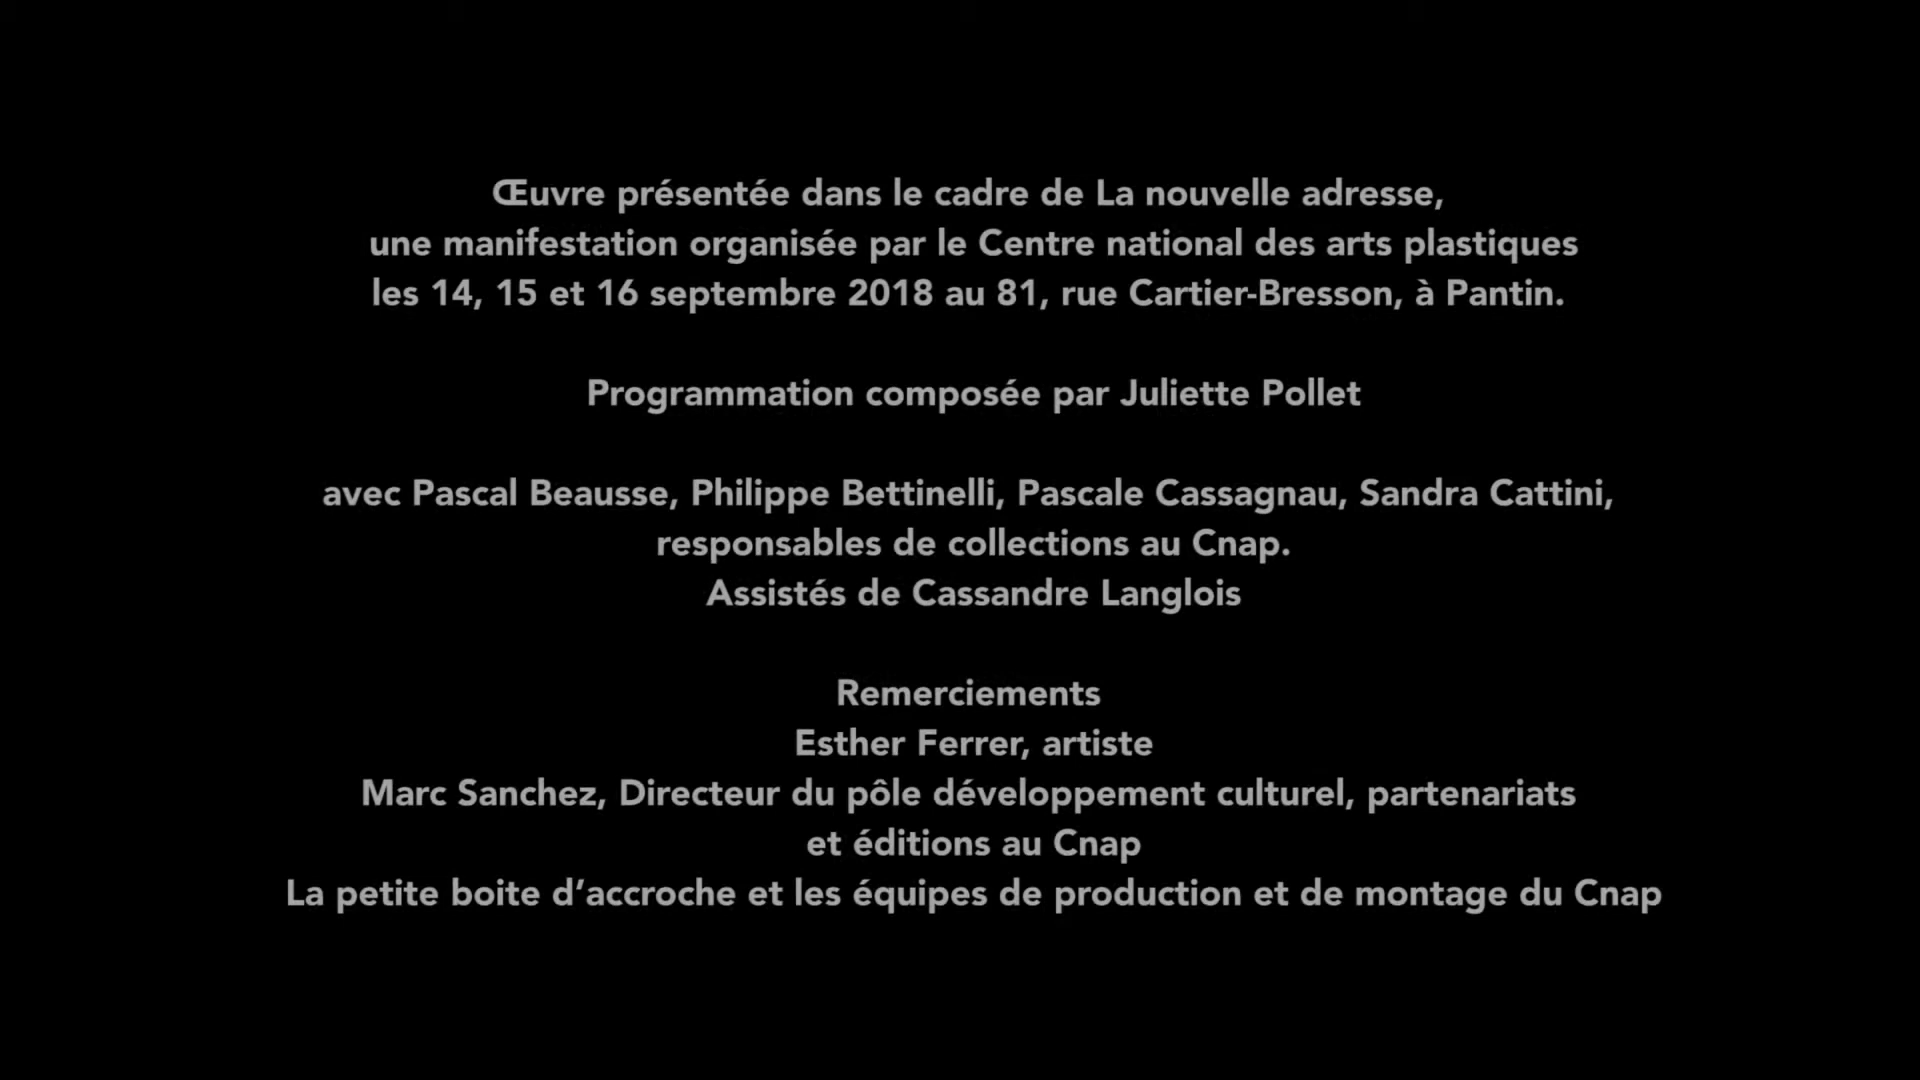 Œuvre présentée dans le cadre de La nouvelle adresse,
une manifestation organisée par le Centre national des arts plastiques
les 14, 15 et 16 septembre 2018 au 81, rue Cartier-Bresson, à Pantin.
Programmation composée par Juliette Pollet
avec Pascal Beausse, Philippe Bettinelli, Pascale Cassagnau, Sandra Cattini,
responsables de collections au Cnap.
Assistés de Cassandre Langlois
Remerciements
Esther Ferrer, artiste
Marc Sanchez, Directeur du pôle développement culturel, partenariats
et éditions au Cnap
La petite boite d’accroche et les équipes de production et de montage du Cnap